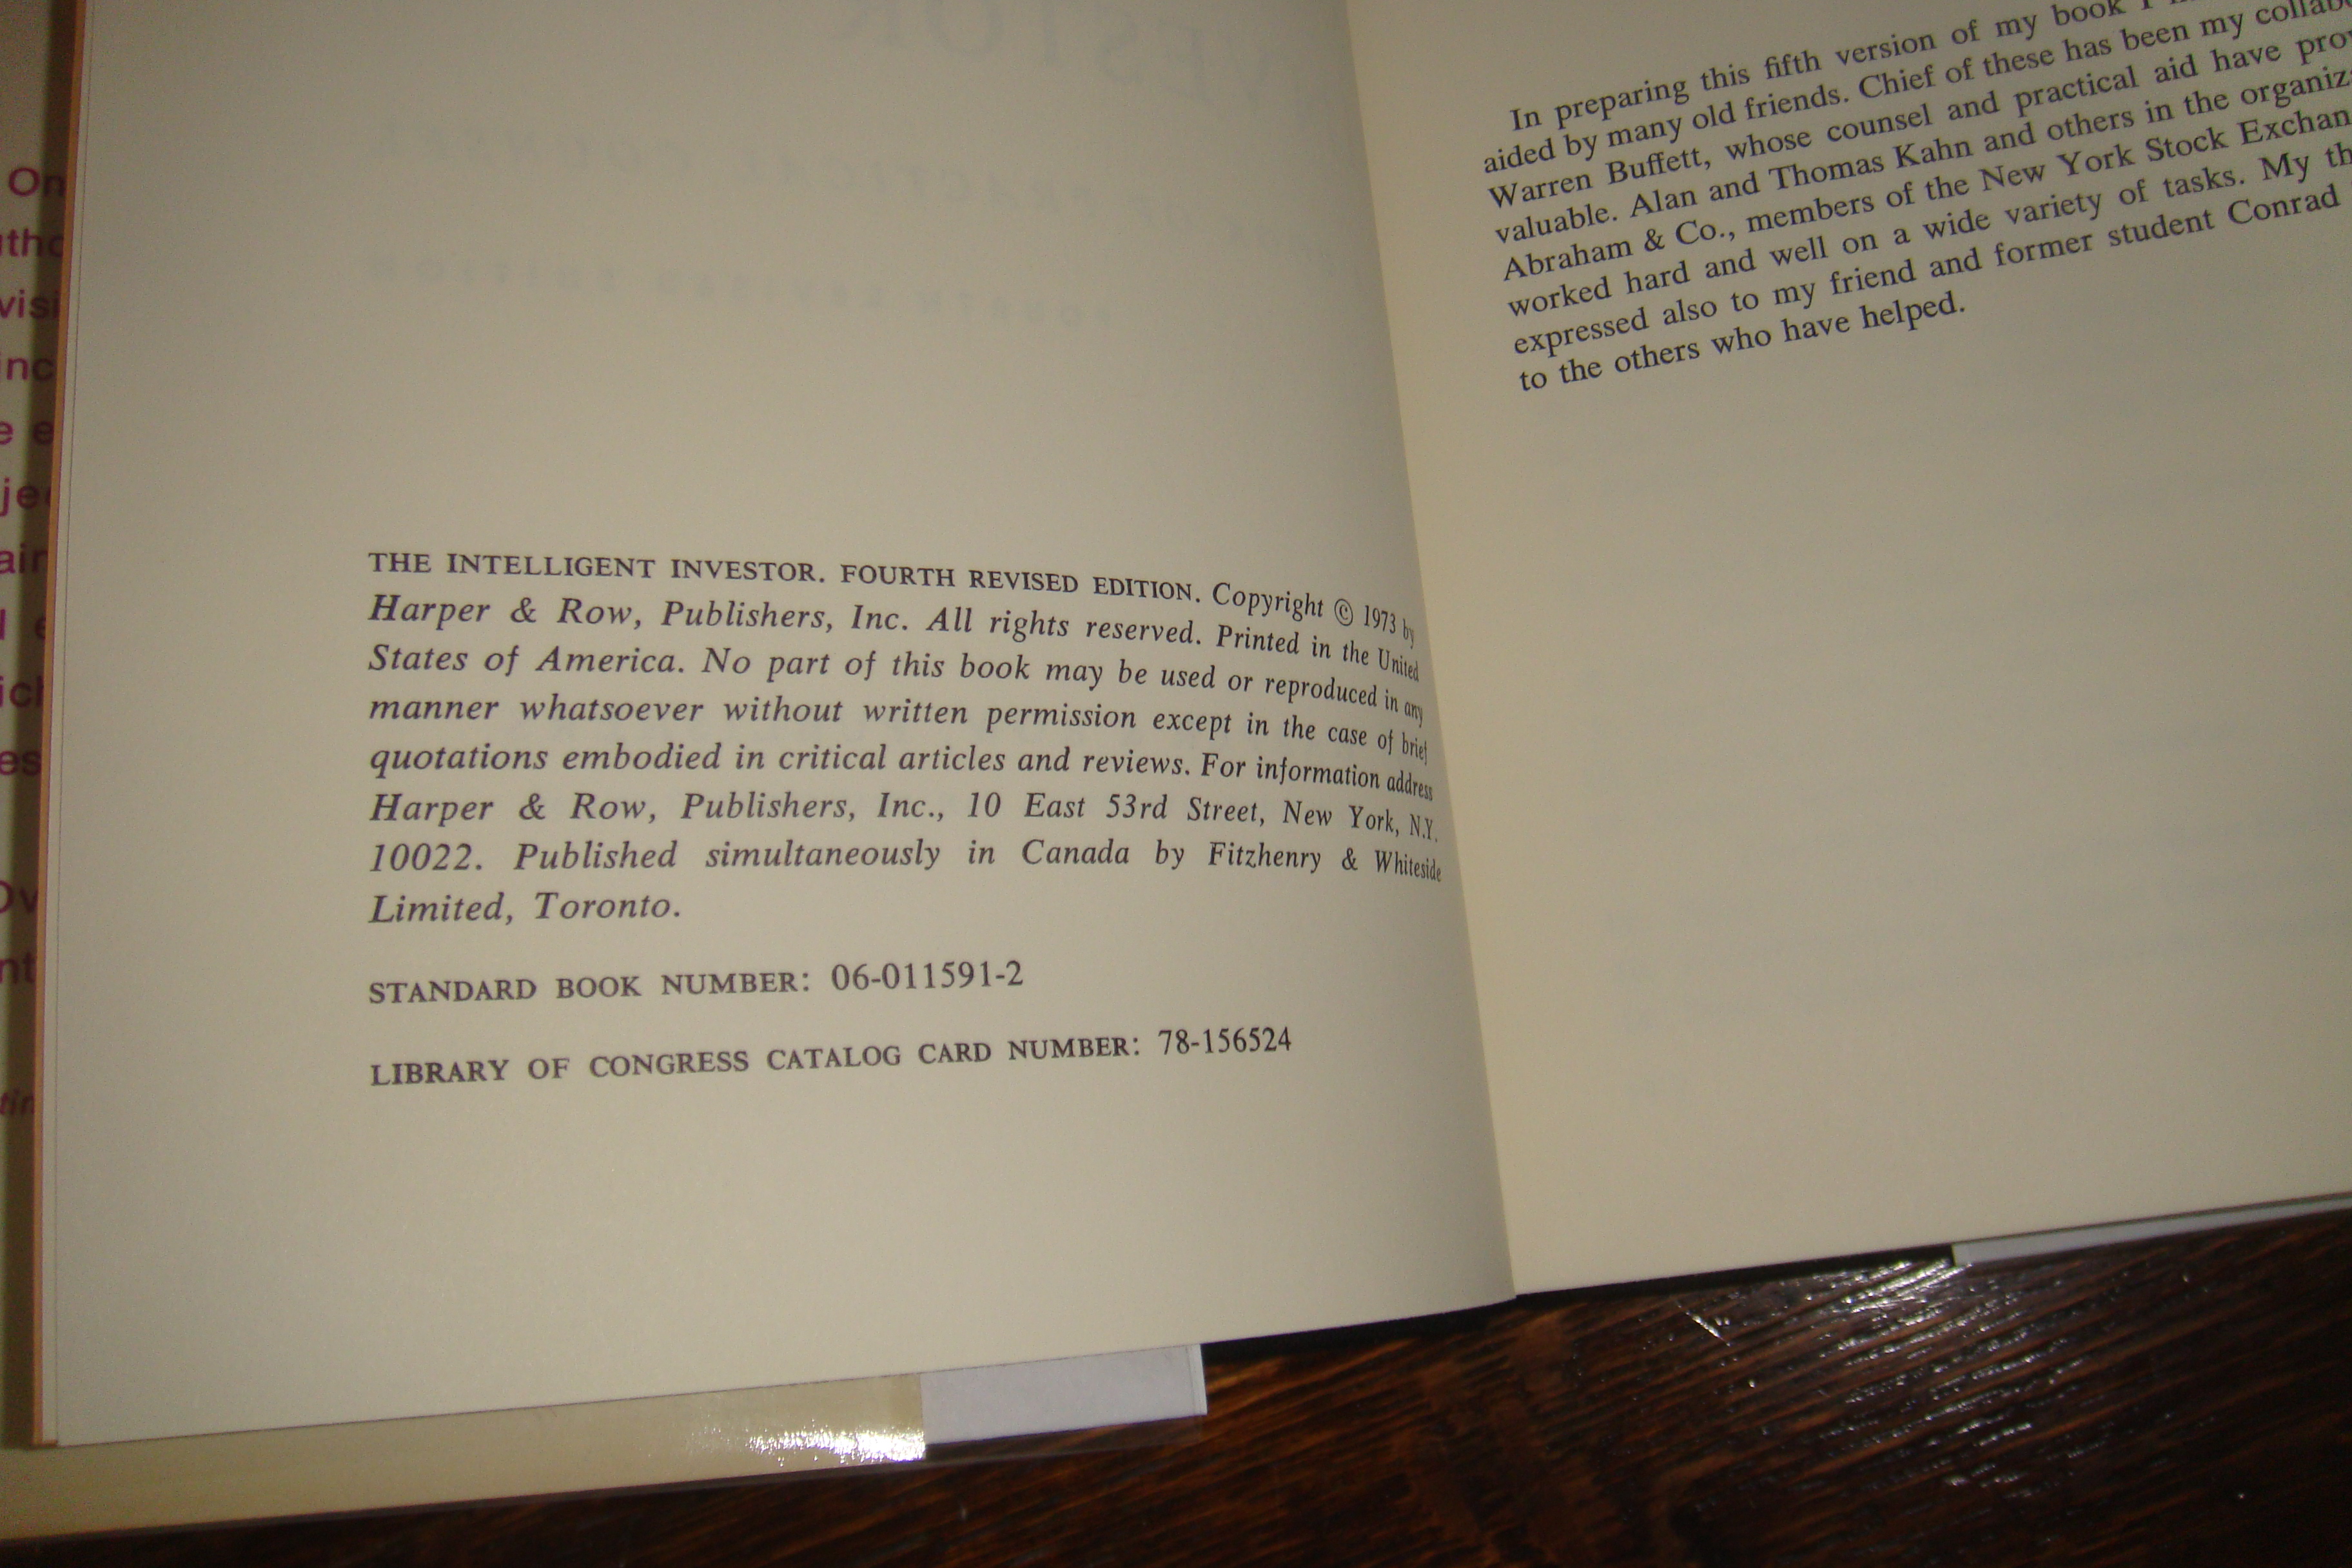 THE INTELLIGENT INVESTOR. FOURTH REVISED EDITION. Copyright © 1973 by
Harper & Row, Publishers, Inc. All rights reserved. Printed in the United
States of America. No part of this book may be used or reproduced in any
manner whatsoever without written permission except in the case of brief
quotations embodied in critical articles and reviews. For information address
Harper & Row, Publishers, Inc., 10 East 53rd Street, New York, N.Y.
10022. Published simultaneously in Canada by Fitzhenry & Whiteside
Limited, Toronto.
STANDARD BOOK NUMBER: 06-011591-2
LIBRARY OF CONGRESS CATALOG CARD NUMBER: 78-156524
In preparing this fifth version of my book I
aided by many old friends. Chief of these has been my
Warren Buffett, whose counsel and practical aid have
valuable. Alan and Thomas Kahn and others in the
Abraham & Co., members of the New York Stock
worked hard and well on a wide variety of tasks. My
expressed also to my friend and former student Conrad
to the others who have helped.